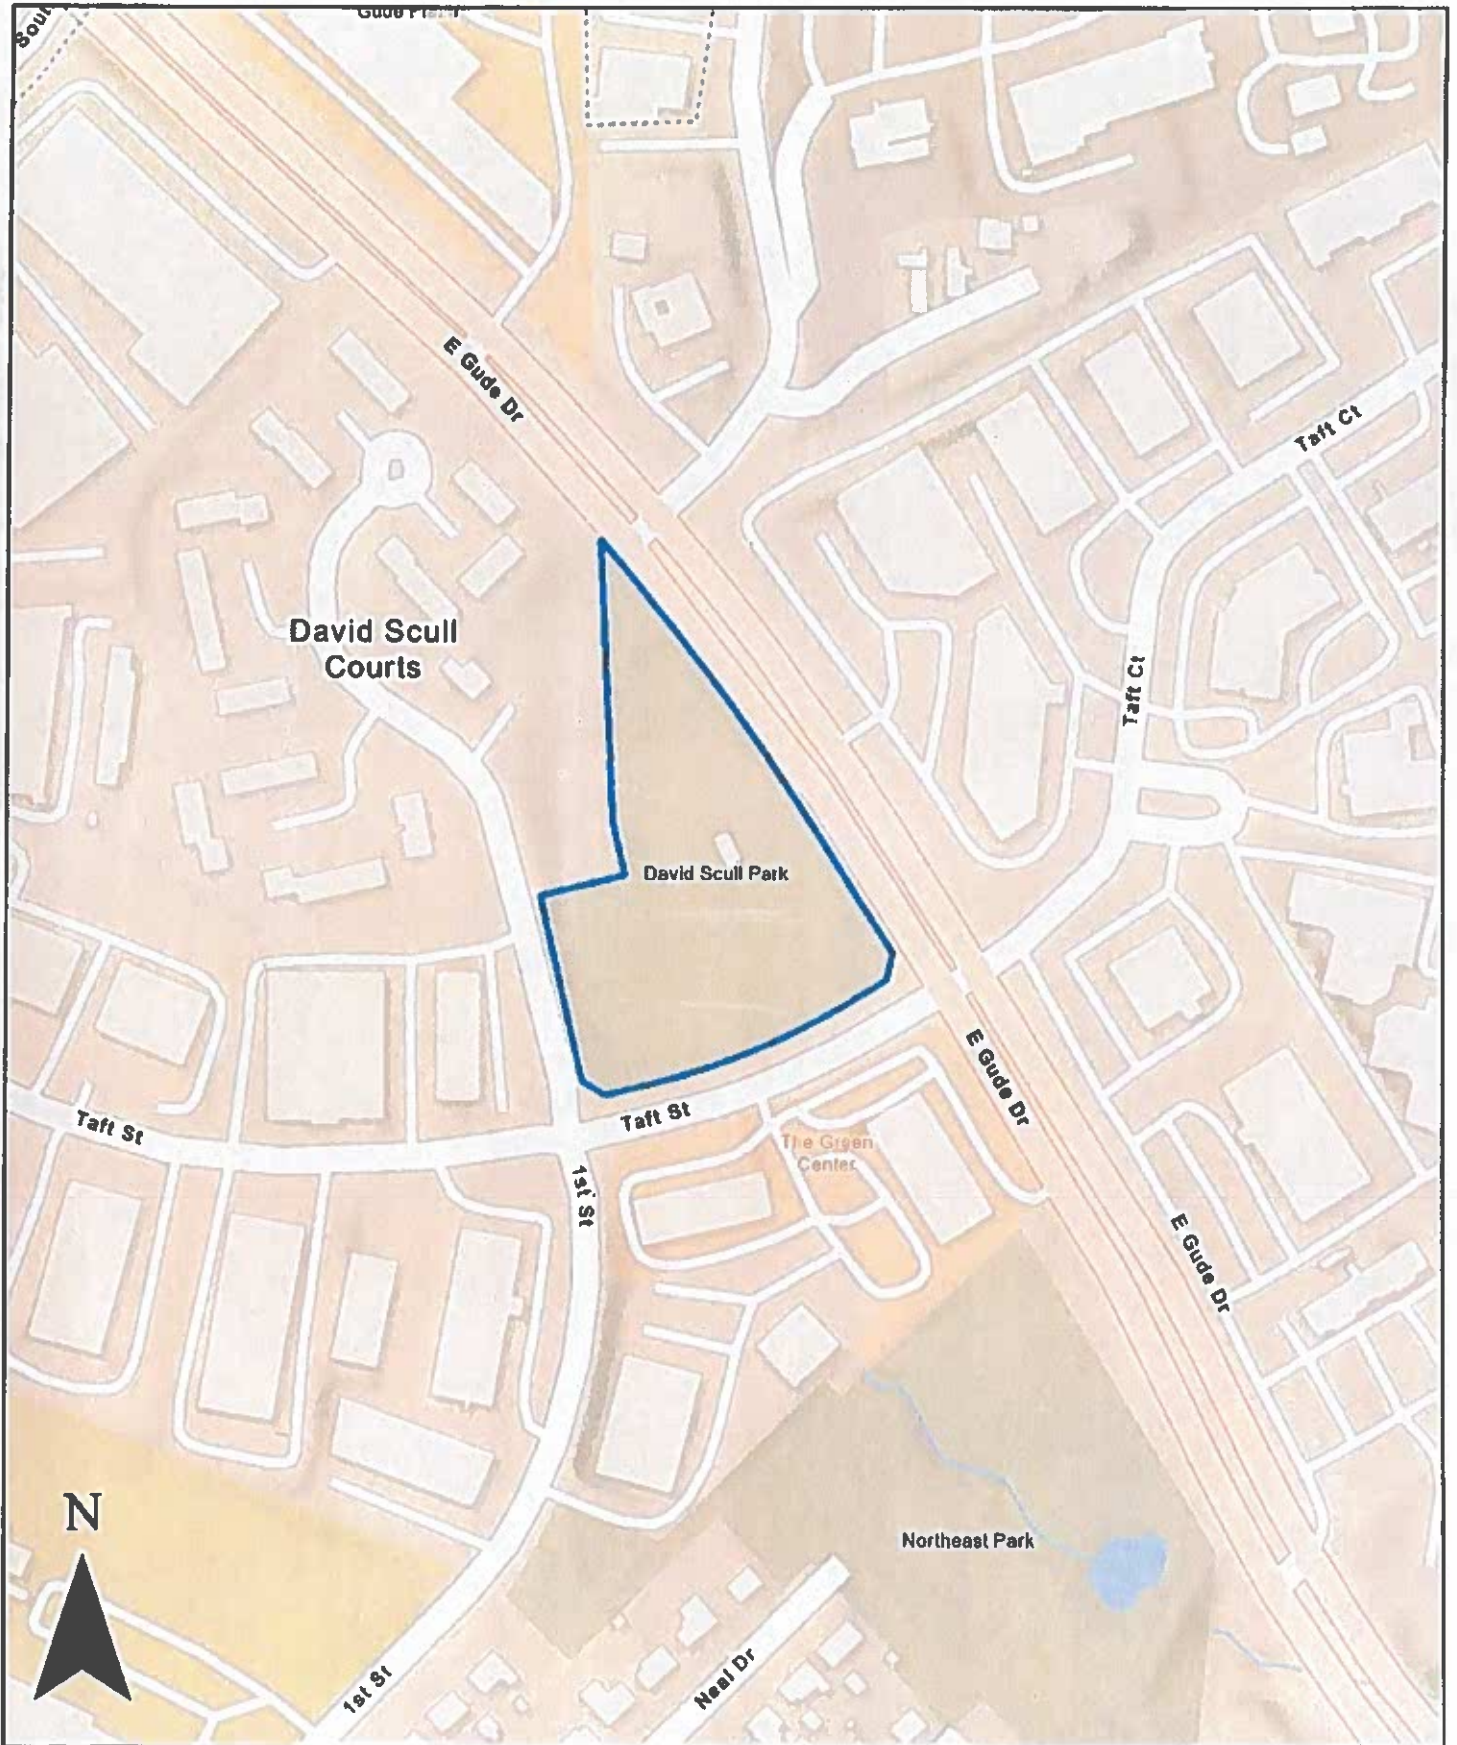 E Gude Dr
Taft Ct
David Scull
Courts
Taft Ct
David Scull Park
E Gude Dr
Taft St
Taft St
The Green
Center
1st St
E Gude Dr
N
Northeast Park
1st St
Neal Dr